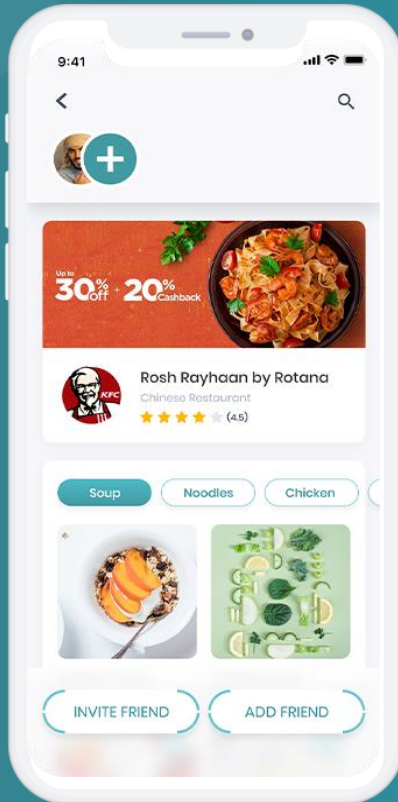 9:41
Up to
30% off + 20% Cashback
KFC
Rosh Rayhaan by Rotana
Chinese Restaurant
(4.5)
Soup
Noodles
Chicken
INVITE FRIEND
ADD FRIEND